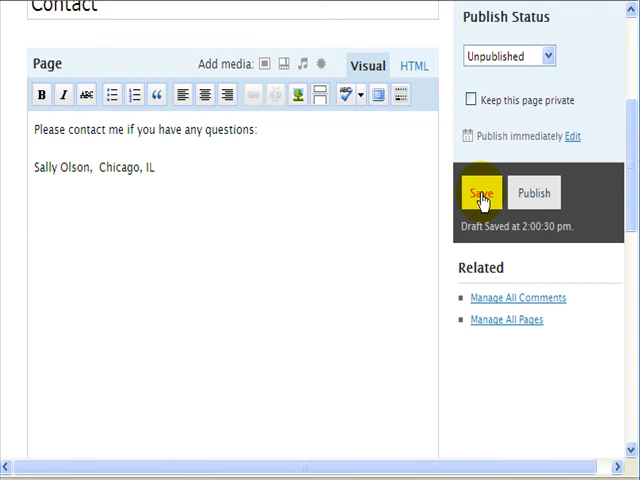 Contact
Publish Status
Page
Add media:
Visual
HTML
Unpublished
B I ABC
ABC
Keep this page private
Please contact me if you have any questions:
Publish immediately Edit
Sally Olson, Chicago, IL
Save
Publish
Draft Saved at 2:00:30 pm.
Related
Manage All Comments
Manage All Pages